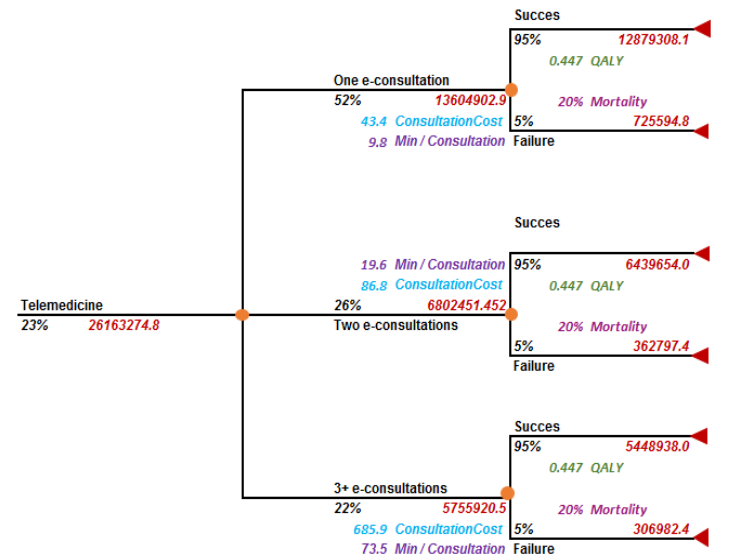 Succes
95% 12879308.1
0.447 QALY
One e-consultation
52% 13604902.9
20% Mortality
43.4 ConsultationCost
5% 725594.8
9.8 Min / Consultation
Failure
Succes
19.6 Min / Consultation
95% 6439654.0
86.8 ConsultationCost
0.447 QALY
Telemedicine
23% 26163274.8
26% 6802451.452
Two e-consultations
20% Mortality
5% 362797.4
Failure
Succes
95% 5448938.0
0.447 QALY
3+ e-consultations
22% 5755920.5
20% Mortality
685.9 ConsultationCost
5% 306982.4
73.5 Min / Consultation
Failure